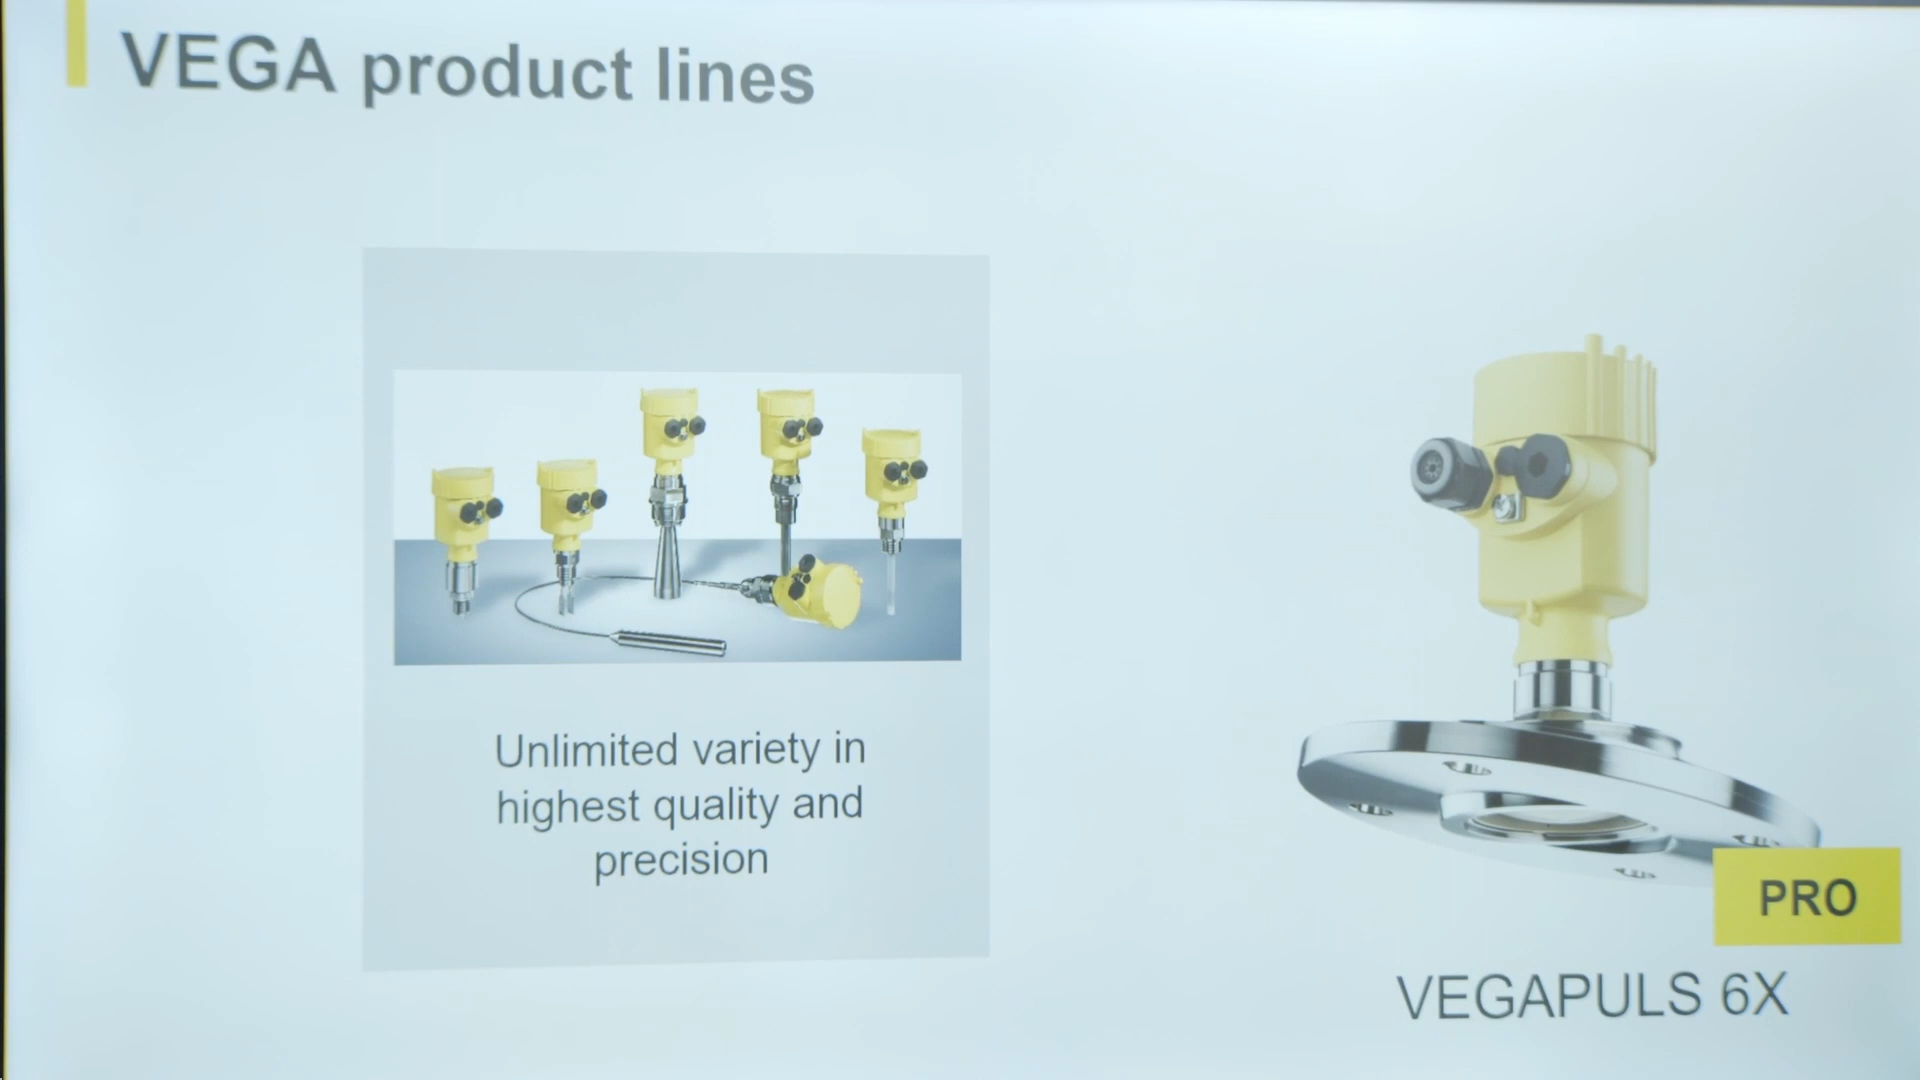 VEGA product lines
Unlimited variety in
highest quality and
precision
PRO
VEGAPULS 6X